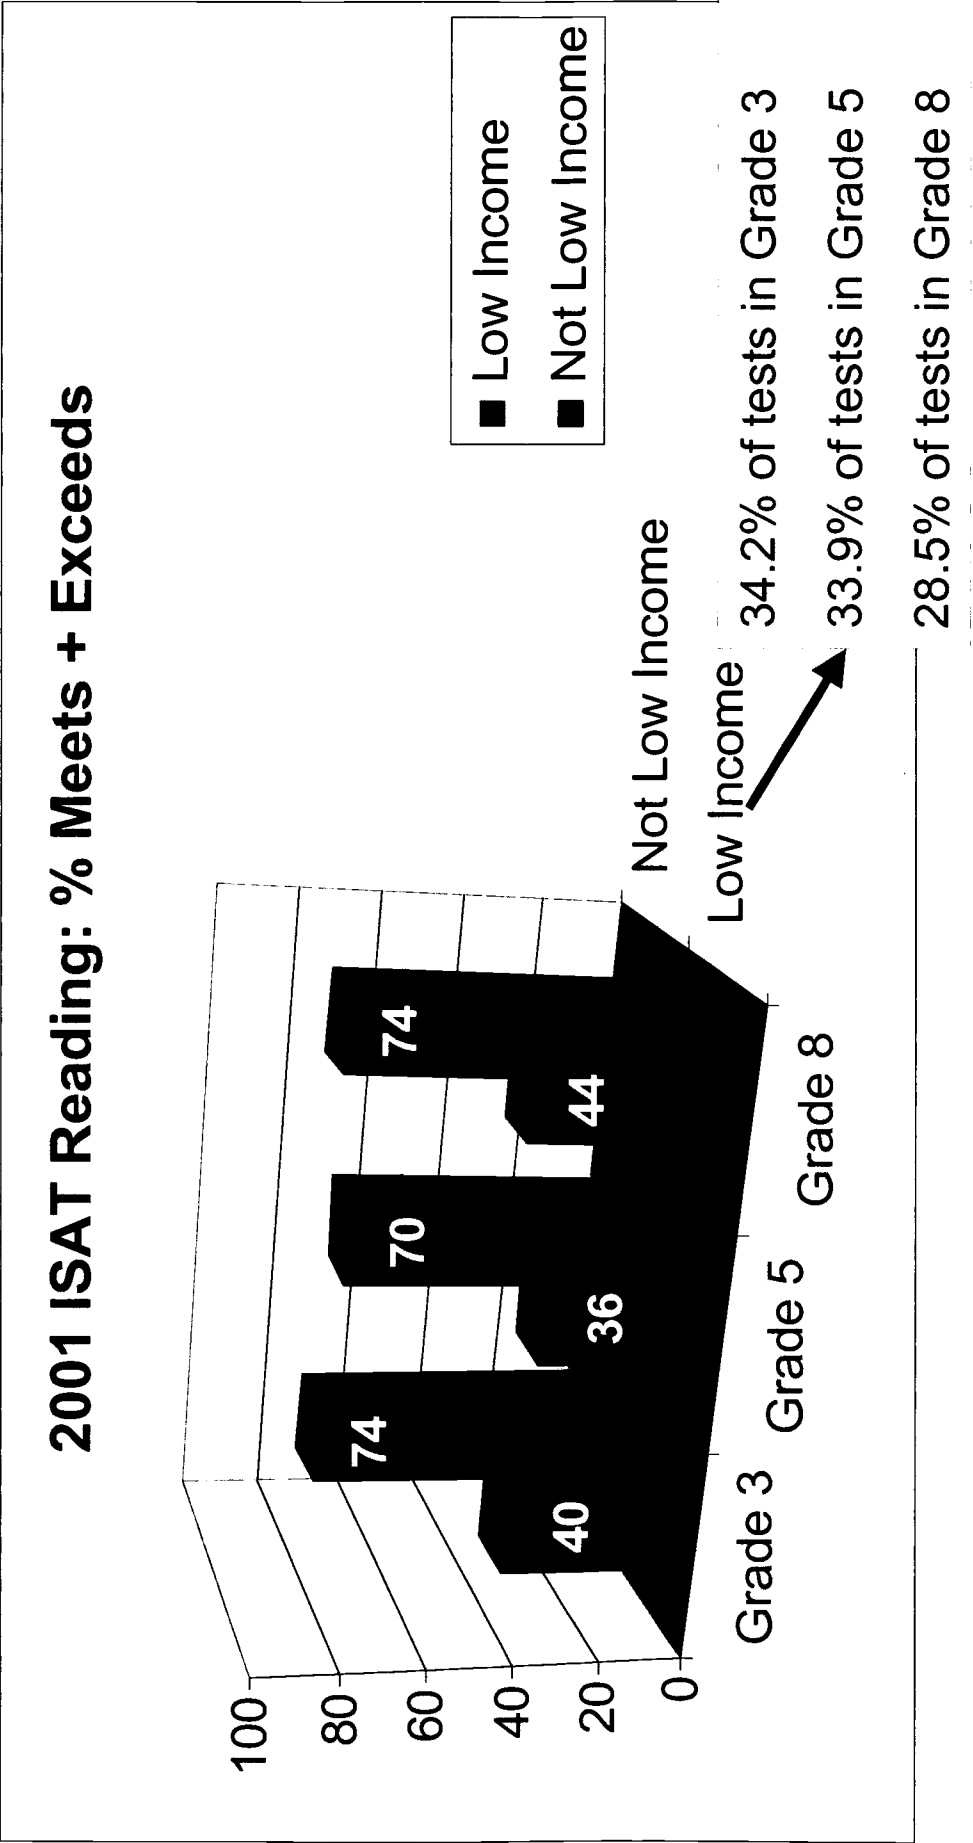 2001 ISAT Reading: % Meets + Exceeds
100
80
60
40
20
0
40
74
36
70
44
74
Grade 3
Grade 5
Grade 8
Not Low Income
Low Income
Low Income
Not Low Income
34.2% of tests in Grade 3
33.9% of tests in Grade 5
28.5% of tests in Grade 8